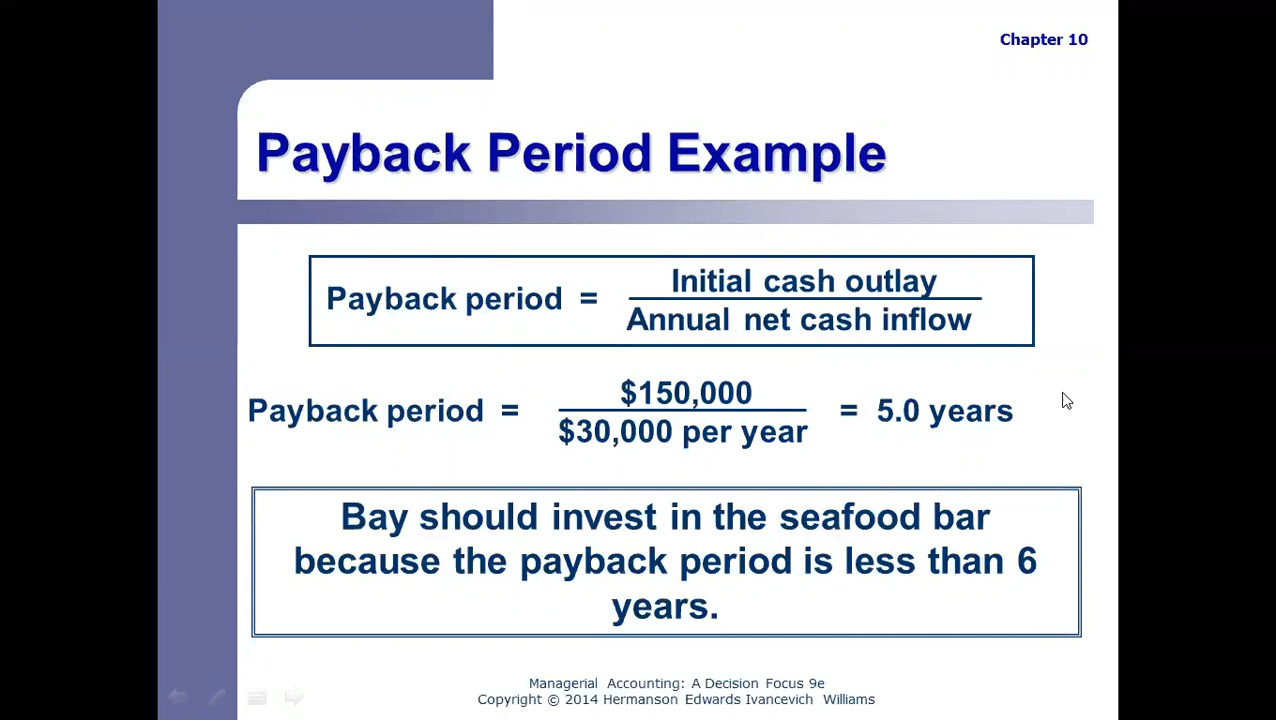 Chapter 10
Payback Period Example
Payback period = Initial cash outlay
Annual net cash inflow
Payback period = $150,000
$30,000 per year = 5.0 years
Bay should invest in the seafood bar
because the payback period is less than 6
years.
Managerial Accounting: A Decision Focus 9e
Copyright © 2014 Hermanson Edwards Ivancevich Williams